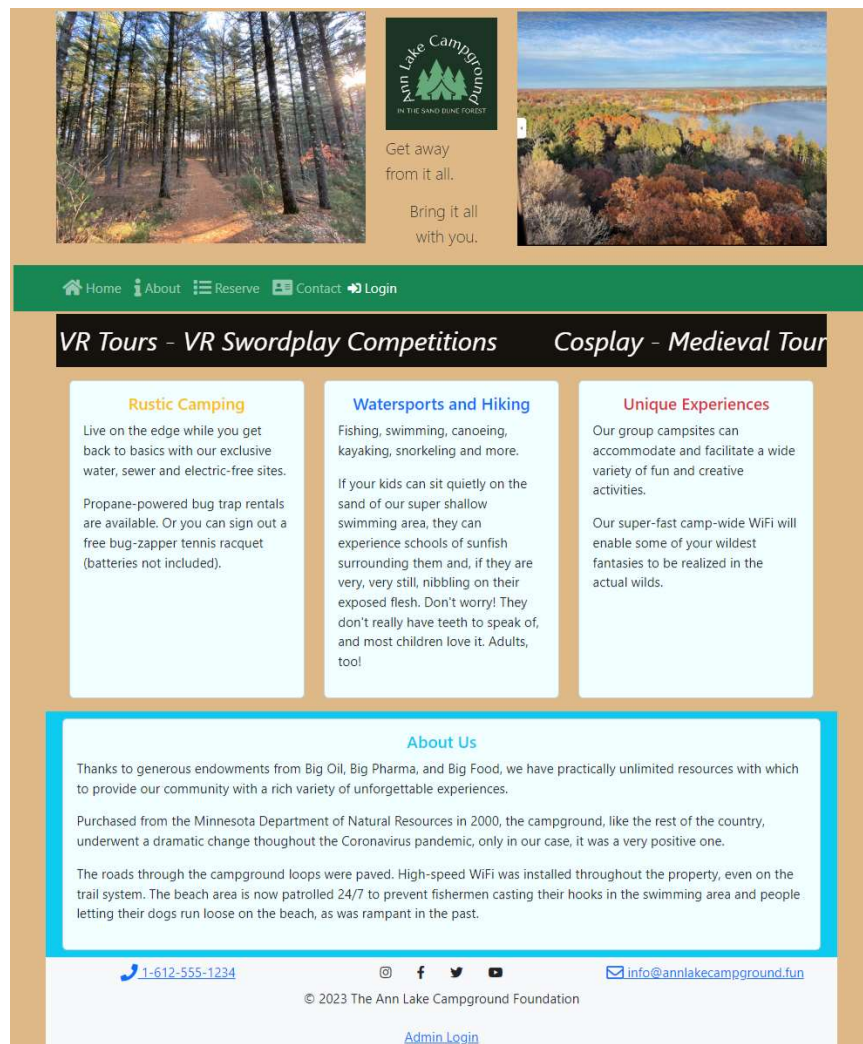 Ann Lake Campground
IN THE SAND DUNE FOREST
Get away
from it all.
Bring it all
with you.
Home About Reserve Contact Login
VR Tours - VR Swordplay Competitions Cosplay - Medieval Tour
Rustic Camping
Live on the edge while you get
back to basics with our exclusive
water, sewer and electric-free sites.
Propane-powered bug trap rentals
are available. Or you can sign out a
free bug-zapper tennis racquet
(batteries not included).
Watersports and Hiking
Fishing, swimming, canoeing,
kayaking, snorkeling and more.
If your kids can sit quietly on the
sand of our super shallow
swimming area, they can
experience schools of sunfish
surrounding them and, if they are
very, very still, nibbling on their
exposed flesh. Don't worry! They
don't really have teeth to speak of,
and most children love it. Adults,
too!
Unique Experiences
Our group campsites can
accommodate and facilitate a wide
variety of fun and creative
activities.
Our super-fast camp-wide WiFi will
enable some of your wildest
fantasies to be realized in the
actual wilds.
About Us
Thanks to generous endowments from Big Oil, Big Pharma, and Big Food, we have practically unlimited resources with which
to provide our community with a rich variety of unforgettable experiences.
Purchased from the Minnesota Department of Natural Resources in 2000, the campground, like the rest of the country,
underwent a dramatic change thoughout the Coronavirus pandemic, only in our case, it was a very positive one.
The roads through the campground loops were paved. High-speed WiFi was installed throughout the property, even on the
trail system. The beach area is now patrolled 24/7 to prevent fishermen casting their hooks in the swimming area and people
letting their dogs run loose on the beach, as was rampant in the past.
1-612-555-1234 info@annlakecampground.fun
© 2023 The Ann Lake Campground Foundation
Admin Login